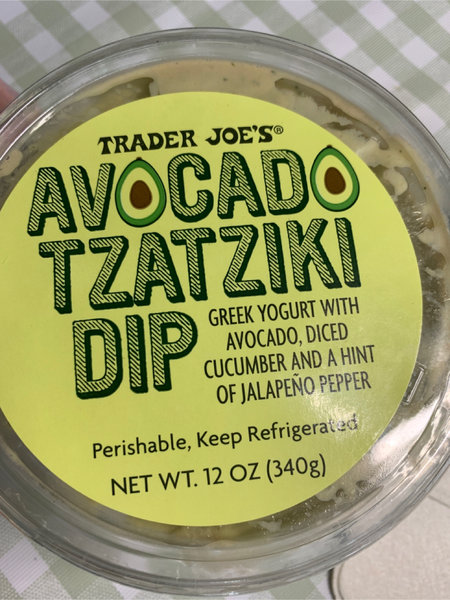 TRADER JOE'S®
AVOCADO
TZATZIKI
DIP
GREEK YOGURT WITH
AVOCADO, DICED
CUCUMBER AND A HINT
OF JALAPEÑO PEPPER
Perishable, Keep Refrigerated
NET WT. 12 OZ (340g)